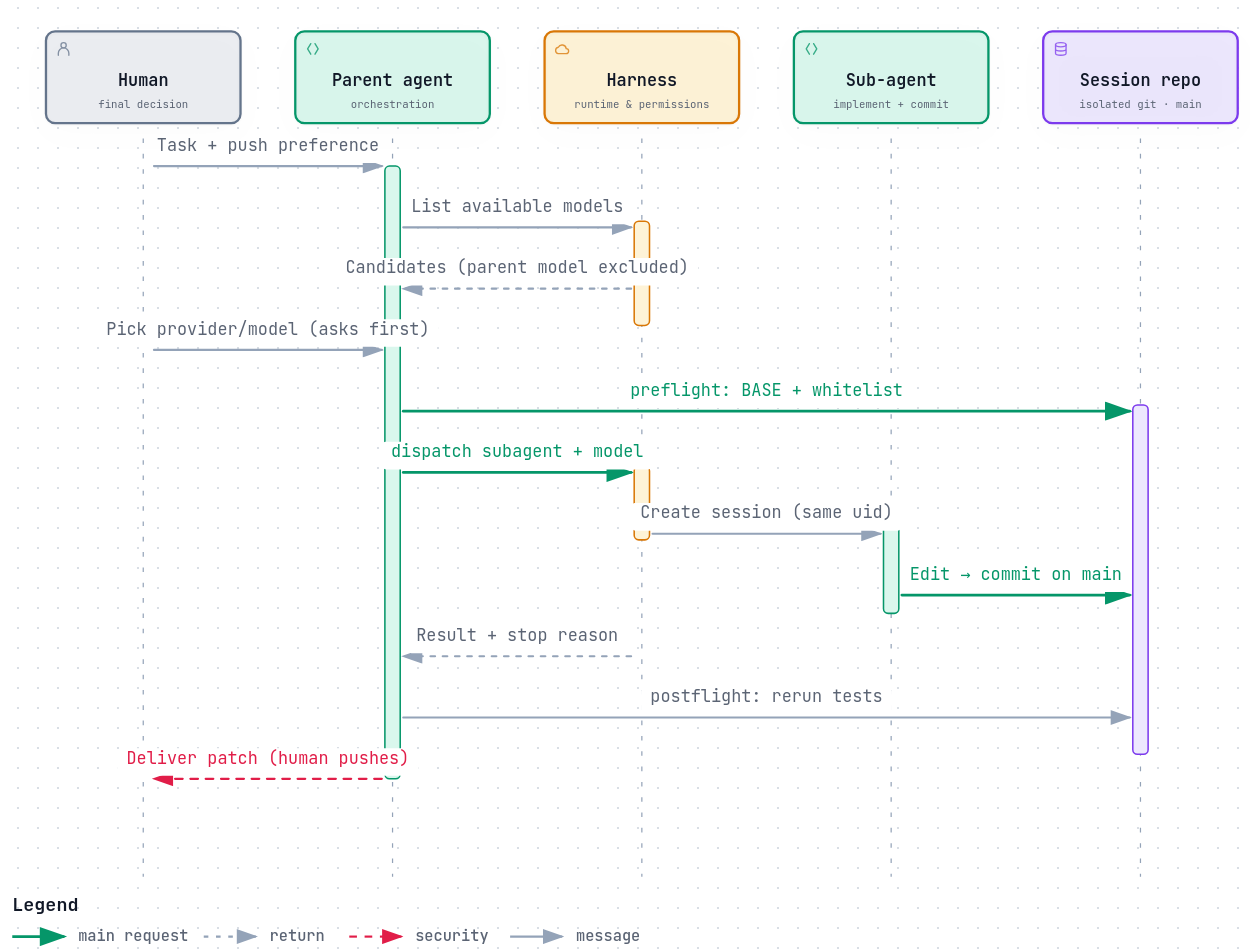 Human
final decision
Parent agent
orchestration
Harness
runtime & permissions
Sub-agent
implement + commit
Session repo
isolated git · main
Task + push preference
List available models
Candidates (parent model excluded)
Pick provider/model (asks first)
preflight: BASE + whitelist
dispatch subagent + model
Create session (same uid)
Edit → commit on main
Result + stop reason
postflight: rerun tests
Deliver patch (human pushes)
Legend
main request
return
security
message